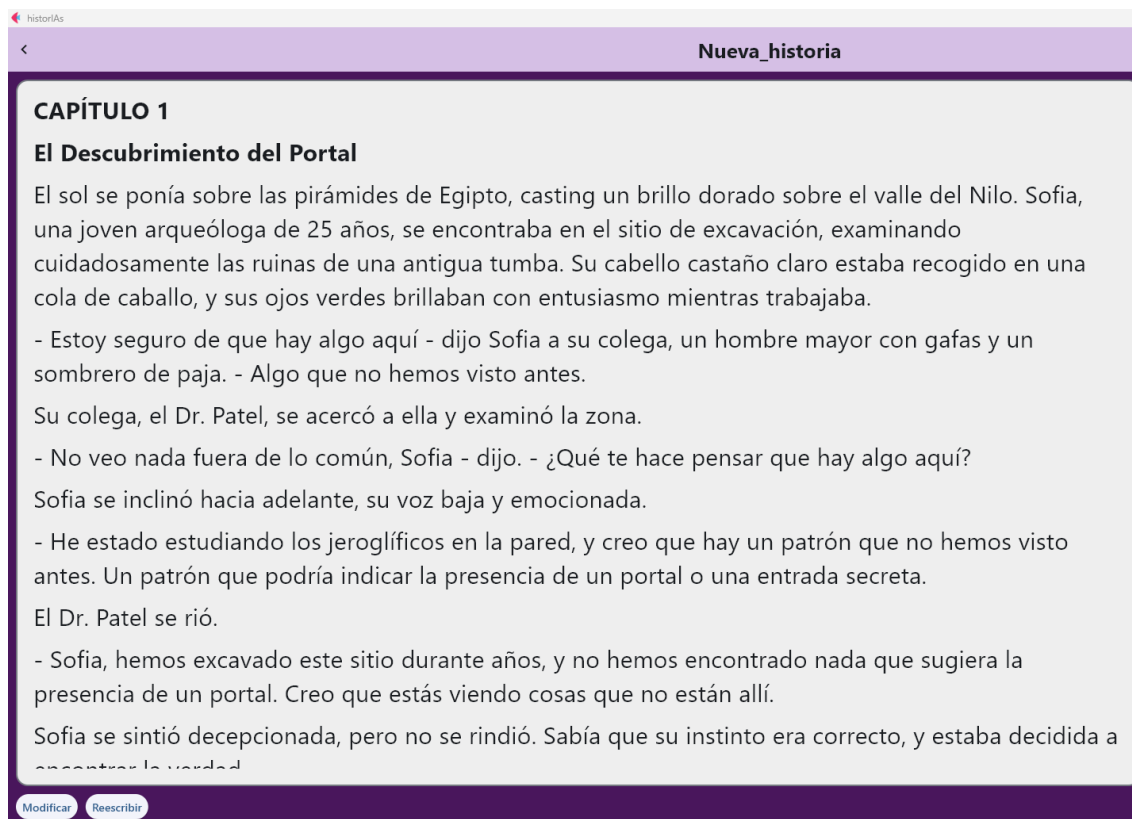 historIAs
Nueva_historia
CAPÍTULO 1
El Descubrimiento del Portal
El sol se ponía sobre las pirámides de Egipto, casting un brillo dorado sobre el valle del Nilo. Sofia,
una joven arqueóloga de 25 años, se encontraba en el sitio de excavación, examinando
cuidadosamente las ruinas de una antigua tumba. Su cabello castaño claro estaba recogido en una
cola de caballo, y sus ojos verdes brillaban con entusiasmo mientras trabajaba.
- Estoy seguro de que hay algo aquí - dijo Sofia a su colega, un hombre mayor con gafas y un
sombrero de paja. - Algo que no hemos visto antes.
Su colega, el Dr. Patel, se acercó a ella y examinó la zona.
- No veo nada fuera de lo común, Sofia - dijo. - ¿Qué te hace pensar que hay algo aquí?
Sofia se inclinó hacia adelante, su voz baja y emocionada.
- He estado estudiando los jeroglíficos en la pared, y creo que hay un patrón que no hemos visto
antes. Un patrón que podría indicar la presencia de un portal o una entrada secreta.
El Dr. Patel se rió.
- Sofia, hemos excavado este sitio durante años, y no hemos encontrado nada que sugiera la
presencia de un portal. Creo que estás viendo cosas que no están allí.
Sofia se sintió decepcionada, pero no se rindió. Sabía que su instinto era correcto, y estaba decidida a
encontrar la verdad
Modificar
Reescribir